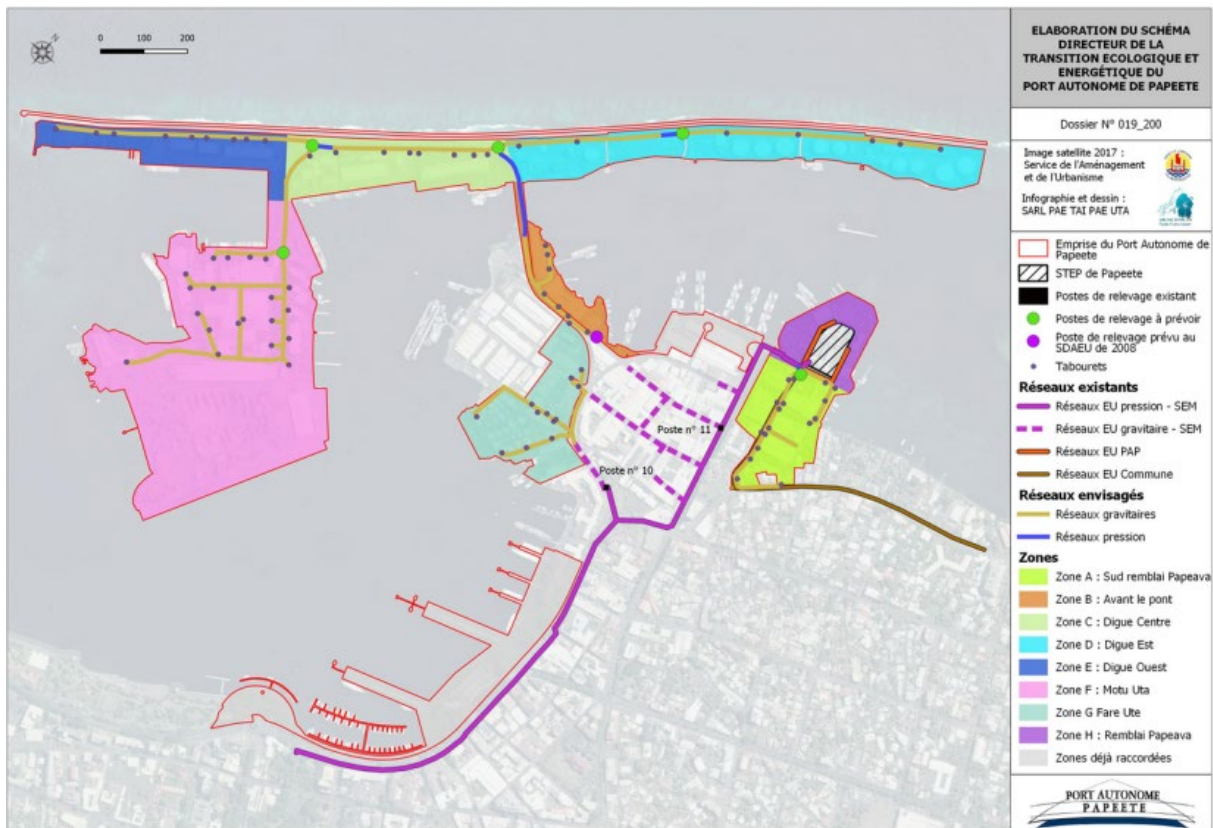 N
0 100 200
Poste n° 11
Poste n° 10
ELABORATION DU SCHÉMA
DIRECTEUR DE LA
TRANSITION ECOLOGIQUE ET
ENERGÉTIQUE DU
PORT AUTONOME DE PAPEETE
Dossier N° 019_200
Image satellite 2017 :
Service de l'Aménagement
et de l'Urbanisme
Infographie et dessin :
SARL PAE TAI PAE UTA
Emprise du Port Autonome de
Papeete
STEP de Papeete
Postes de relevage existant
Postes de relevage à prévoir
Poste de relevage prévu au
SDAEU de 2008
Tabourets
Réseaux existants
Réseaux EU pression - SEM
Réseaux EU gravitaire - SEM
Réseaux EU PAP
Réseaux EU Commune
Réseaux envisagés
Réseaux gravitaires
Réseaux pression
Zones
Zone A : Sud remblai Papeava
Zone B : Avant le pont
Zone C : Digue Centre
Zone D : Digue Est
Zone E : Digue Ouest
Zone F : Motu Uta
Zone G Fare Ute
Zone H : Remblai Papeava
Zones déjà raccordées
PORT AUTONOME
PAPEETE